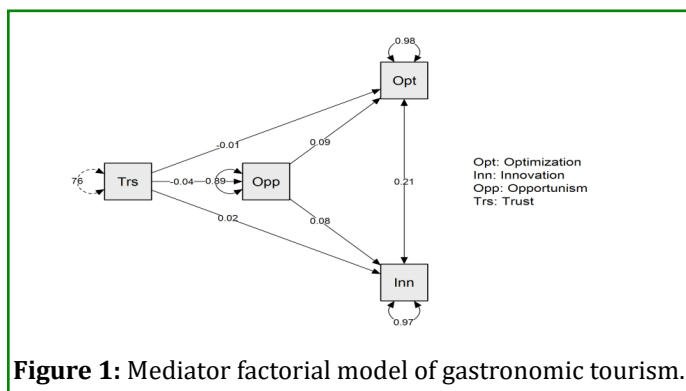 0.98
Opt
-0.01
0.09
76
Trs
-0.04
0.89
Opp
0.21
Opt: Optimization
Inn: Innovation
Opp: Opportunism
Trs: Trust
0.02
0.08
Inn
0.97
Figure 1: Mediator factorial model of gastronomic tourism.